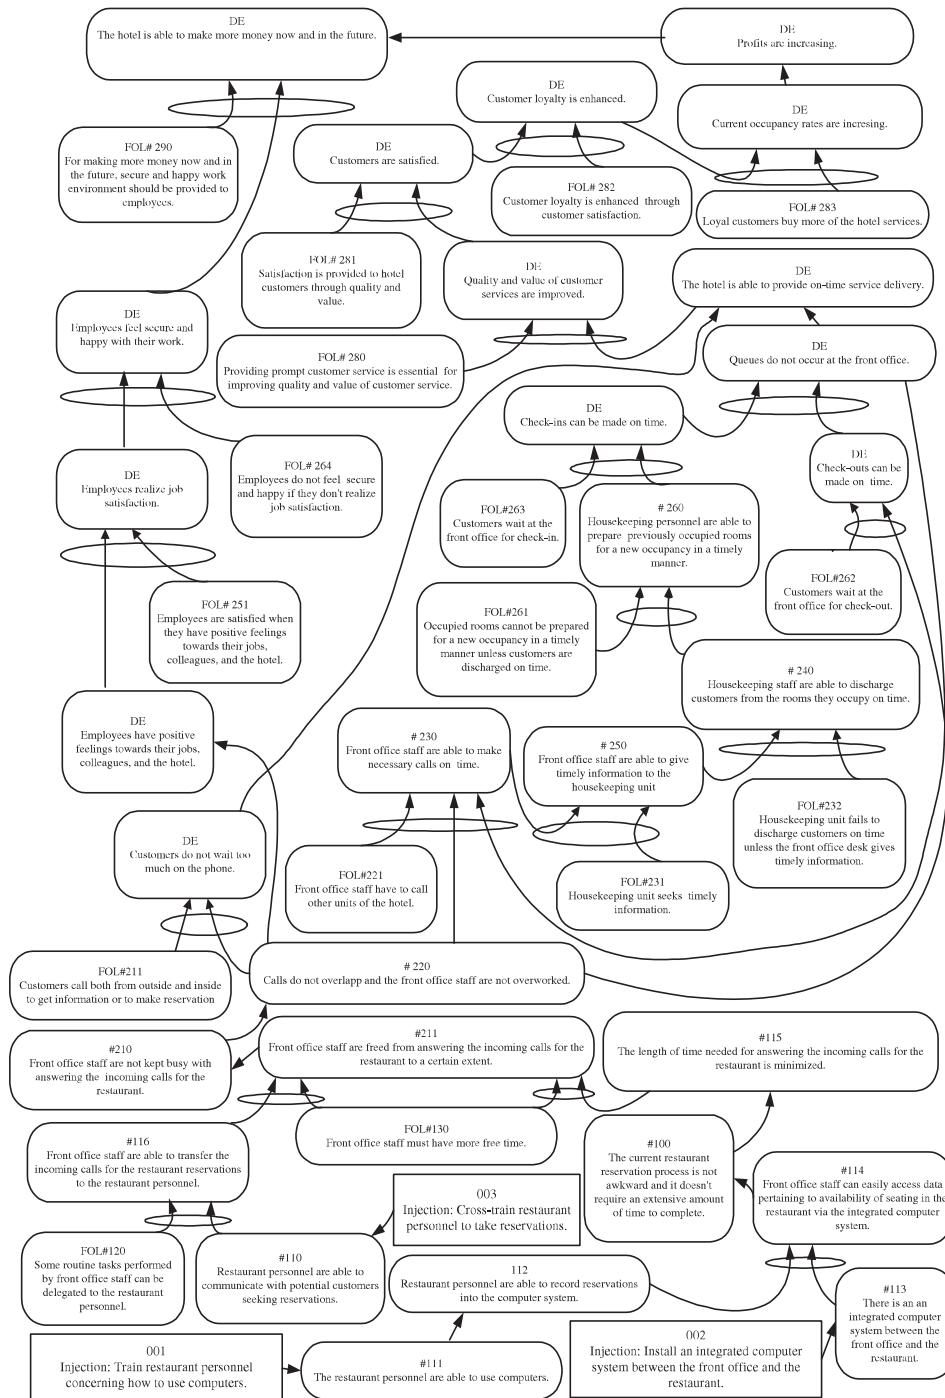 DE
The hotel is able to make more money now and in the future.
DE
Profits are increasing.
DE
Customer loyalty is enhanced.
DE
Current occupancy rates are incresing.
FOL# 290
For making more money now and in
the future, secure and happy work
environment should be provided to
employees.
DE
Customers are satisfied.
FOL# 282
Customer loyalty is enhanced through
customer satisfaction.
FOL# 283
Loyal customers buy more of the hotel services.
FOL# 281
Satisfaction is provided to hotel
customers through quality and
value.
DE
Quality and value of customer
services are improved.
DE
The hotel is able to provide on-time service delivery.
DE
Employees feel secure and
happy with their work.
FOL# 280
Providing prompt customer service is essential for
improving quality and value of customer service.
DE
Queues do not occur at the front office.
DE
Check-ins can be made on time.
DE
Check-outs can be
made on time.
DE
Employees realize job
satisfaction.
FOL# 264
Employees do not feel secure
and happy if they don't realize
job satisfaction.
FOL#263
Customers wait at the
front office for check-in.
# 260
Housekeeping personnel are able to
prepare previously occupied rooms
for a new occupancy in a timely
manner.
FOL#262
Customers wait at the
front office for check-out.
FOL# 251
Employees are satisfied when
they have positive feelings
towards their jobs,
colleagues, and the hotel.
FOL#261
Occupied rooms cannot be prepared
for a new occupancy in a timely
manner unless customers are
discharged on time.
# 240
Housekeeping staff are able to discharge
customers from the rooms they occupy on time.
DE
Employees have positive
feelings towards their jobs,
colleagues, and the hotel.
# 230
Front office staff are able to make
necessary calls on time.
# 250
Front office staff are able to give
timely information to the
housekeeping unit
FOL#232
Housekeeping unit fails to
discharge customers on time
unless the front office desk gives
timely information.
DE
Customers do not wait too
much on the phone.
FOL#221
Front office staff have to call
other units of the hotel.
FOL#231
Housekeeping unit seeks timely
information.
FOL#211
Customers call both from outside and inside
to get information or to make reservation
# 220
Calls do not overlapp and the front office staff are not overworked.
#210
Front office staff are not kept busy with
answering the incoming calls for the
restaurant.
#211
Front office staff are freed from answering the incoming calls for the
restaurant to a certain extent.
#115
The length of time needed for answering the incoming calls for the
restaurant is minimized.
#116
Front office staff are able to transfer the
incoming calls for the restaurant reservations
to the restaurant personnel.
FOL#130
Front office staff must have more free time.
#100
The current restaurant
reservation process is not
awkward and it doesn't
require an extensive amount
of time to complete.
#114
Front office staff can easily access data
pertaining to availability of seating in the
restaurant via the integrated computer
system.
003
Injection: Cross-train restaurant
personnel to take reservations.
FOL#120
Some routine tasks performed
by front office staff can be
delegated to the restaurant
personnel.
#110
Restaurant personnel are able to
communicate with potential customers
seeking reservations.
112
Restaurant personnel are able to record reservations
into the computer system.
#113
There is an an
integrated computer
system between the
front office and the
restaurant.
001
Injection: Train restaurant personnel
concerning how to use computers.
#111
The restaurant personnel are able to use computers.
002
Injection: Install an integrated computer
system between the front office and the
restaurant.